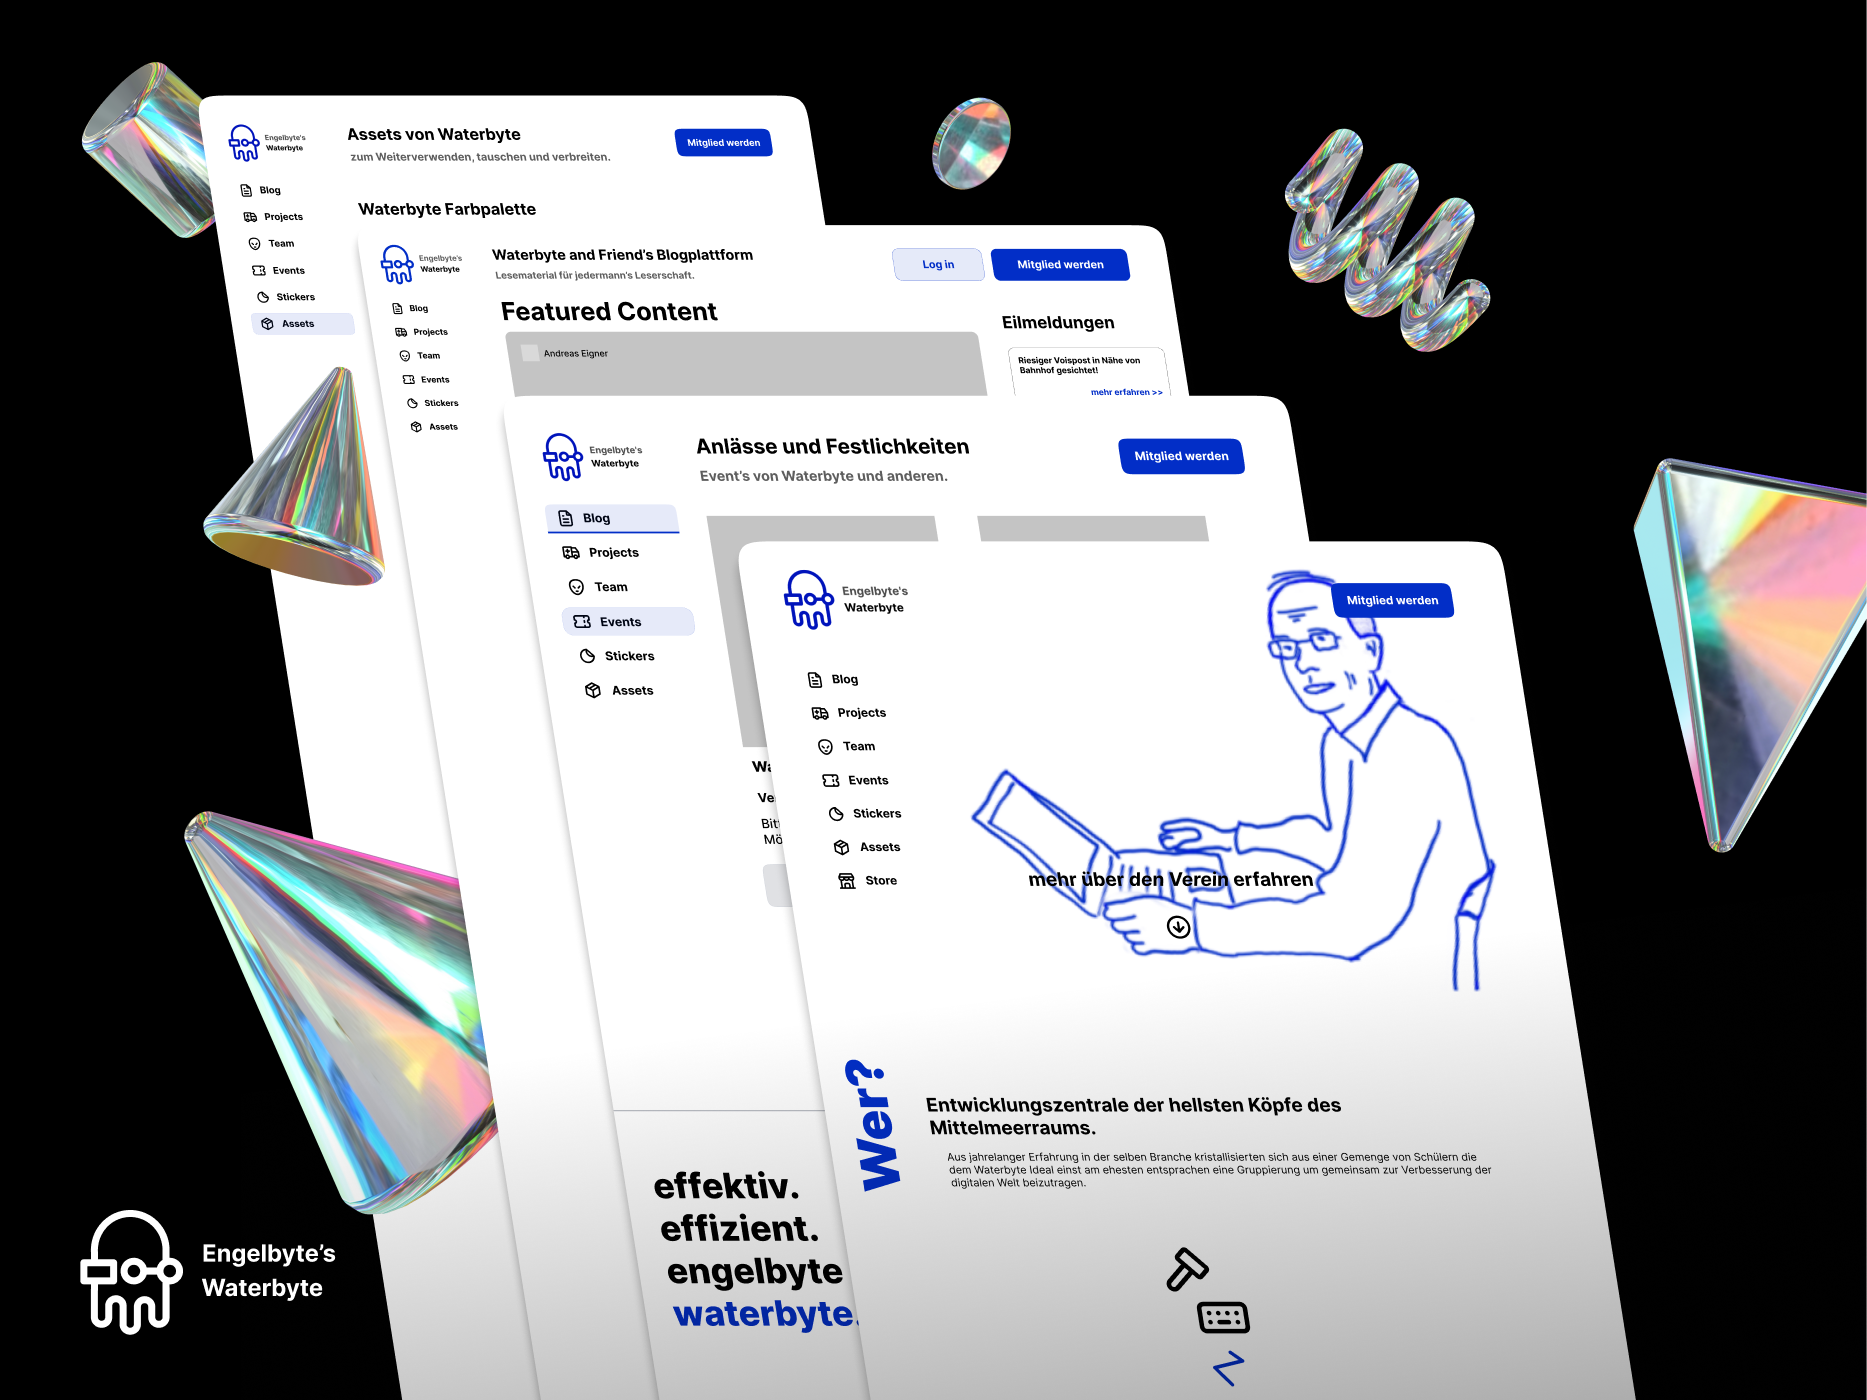 Engelbyte's
Waterbyte
Assets von Waterbyte
zum Weiterverwenden, tauschen und verbreiten.
Mitglied werden
Blog
Projects
Team
Events
Stickers
Assets
Waterbyte Farbpalette
Engelbyte's
Waterbyte
Waterbyte and Friend's Blogplattform
Lesematerial für jedermann's Leserschaft.
Log in
Mitglied werden
Blog
Projects
Team
Events
Stickers
Assets
Featured Content
Andreas Eigner
Eilmeldungen
Riesiger Voispost in Nähe von
Bahnhof gesichtet!
mehr erfahren >>
Engelbyte's
Waterbyte
Anlässe und Festlichkeiten
Event's von Waterbyte und anderen.
Mitglied werden
Blog
Projects
Team
Events
Stickers
Assets
Wa
Ve
Bit
Mö
effektiv.
effizient.
engelbyte
waterbyte.
Engelbyte's
Waterbyte
Mitglied werden
Blog
Projects
Team
Events
Stickers
Assets
Store
mehr über den Verein erfahren
Wer?
Entwicklungszentrale der hellsten Köpfe des
Mittelmeerraums.
Aus jahrelanger Erfahrung in der selben Branche kristallisierten sich aus einer Gemenge von Schülern die
dem Waterbyte Ideal einst am ehesten entsprachen eine Gruppierung um gemeinsam zur Verbesserung der
digitalen Welt beizutragen.
Engelbyte's
Waterbyte